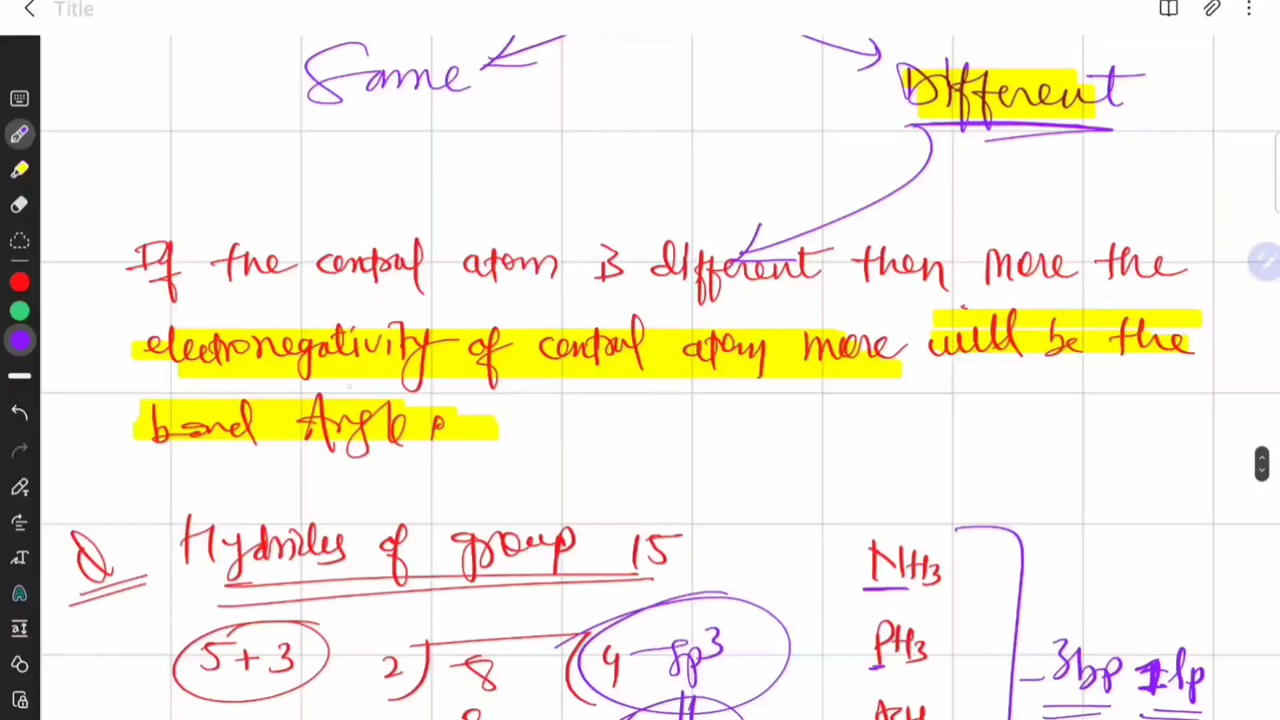 Title
Same
Different
If the central atom is different then more the
electronegativity of central atom more will be the
bond Angle.
Q Hydrides of group 15
NH3
5+3 2 8 4 - sp3
PH3
8
- 3bp 1lp